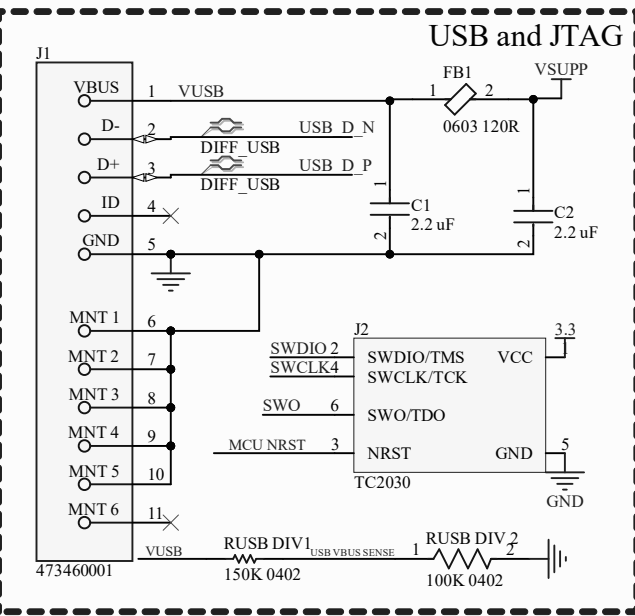 USB and JTAG
J1
VBUS 1 VUSB
FB1
1 2
0603 120R
VSUPP
D- 2 USB_D_N
DIFF_USB
D+ 3 USB_D_P
DIFF_USB
ID 4
1 C1
2.2 uF
2
1 C2
2.2 uF
2
GND 5
MNT 1 6
MNT 2 7
MNT 3 8
MNT 4 9
MNT 5 10
MNT 6 11
473460001
J2
SWDIO 2 SWDIO/TMS
SWCLK 4 SWCLK/TCK
SWO 6 SWO/TDO
MCU NRST 3 NRST
VCC 1 3.3
GND 5
GND
TC2030
VUSB
RUSB DIV1
150K 0402
USB VBUS SENSE
1 RUSB DIV 2 2
100K 0402